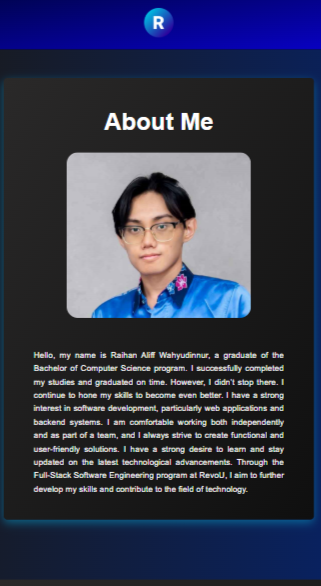 R
About Me
Hello, my name is Raihan Aliff Wahyudinnur, a graduate of the
Bachelor of Computer Science program. I successfully completed
my studies and graduated on time. However, I didn't stop there. I
continue to hone my skills to become even better. I have a strong
interest in software development, particularly web applications and
backend systems. I am comfortable working both independently
and as part of a team, and I always strive to create functional and
user-friendly solutions. I have a strong desire to learn and stay
updated on the latest technological advancements. Through the
Full-Stack Software Engineering program at RevoU, I aim to further
develop my skills and contribute to the field of technology.